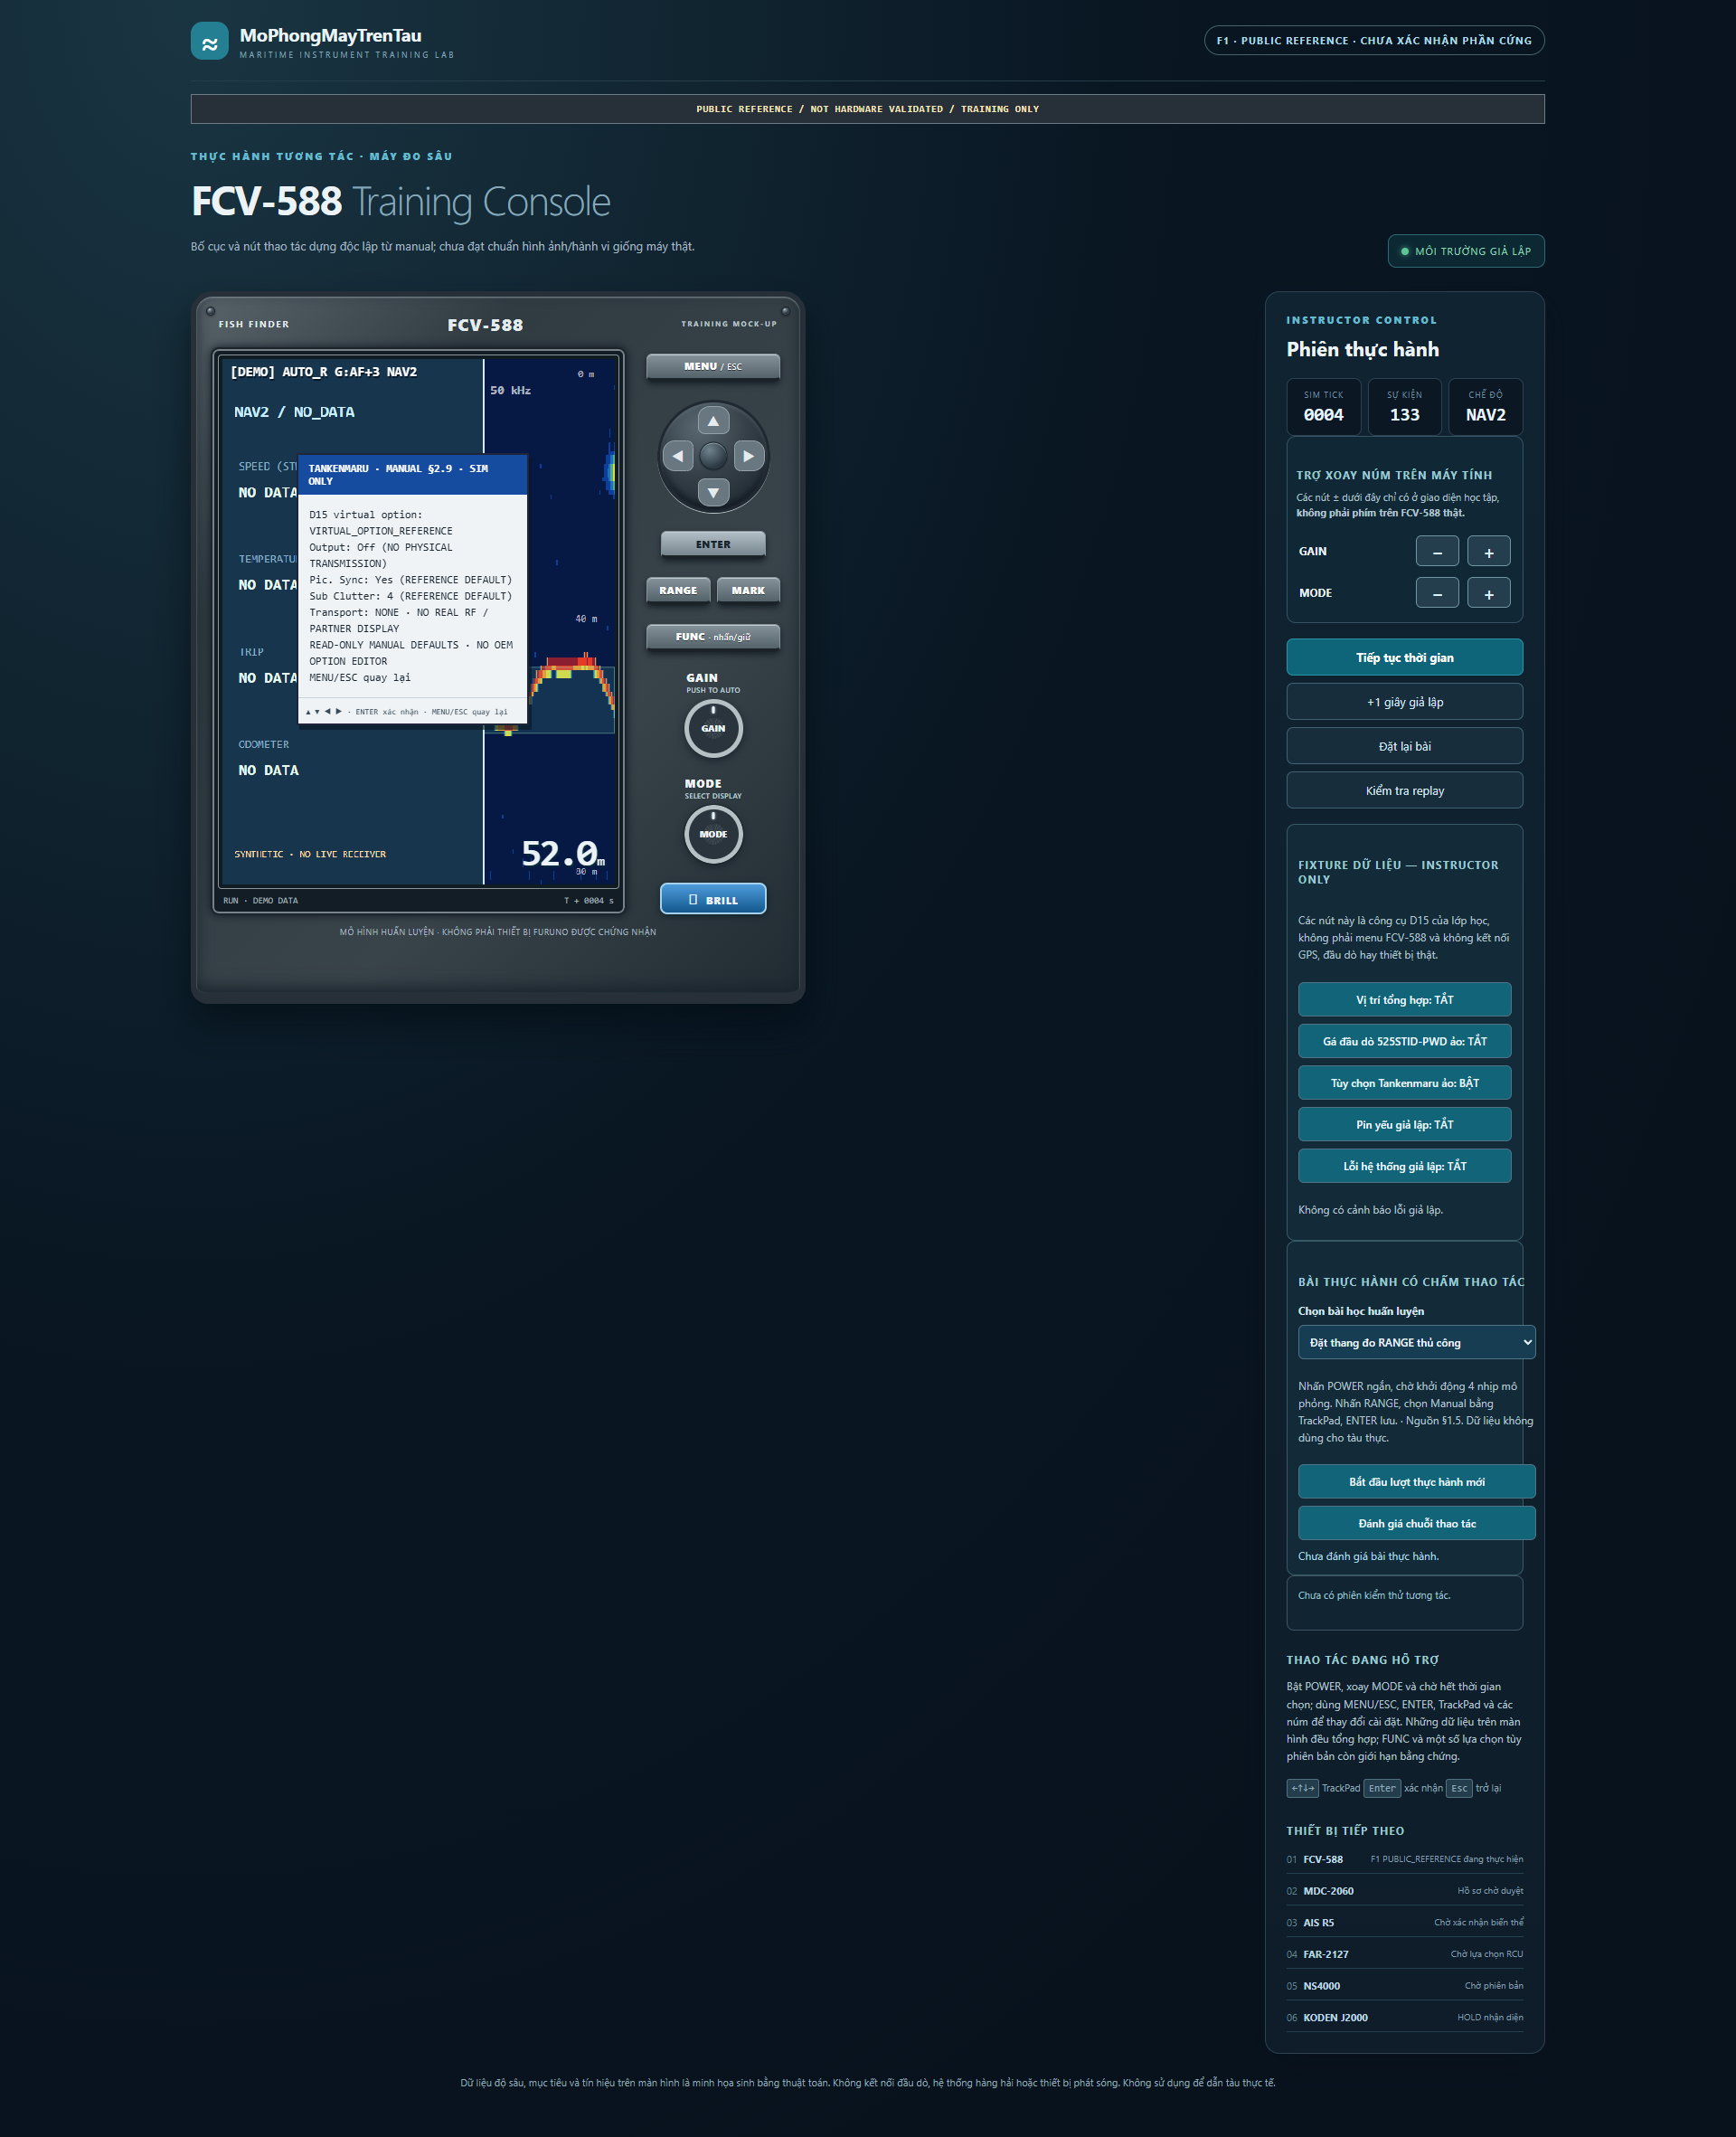 ≈
MoPhongMayTrenTau
MARITIME INSTRUMENT TRAINING LAB
F1 · PUBLIC REFERENCE · CHƯA XÁC NHẬN PHẦN CỨNG
PUBLIC REFERENCE / NOT HARDWARE VALIDATED / TRAINING ONLY
THỰC HÀNH TƯƠNG TÁC · MÁY ĐO SÂU
FCV-588 Training Console
Bố cục và nút thao tác dựng độc lập từ manual; chưa đạt chuẩn hình ảnh/hành vi giống máy thật.
MÔI TRƯỜNG GIẢ LẬP
FISH FINDER
FCV-588
TRAINING MOCK-UP
[DEMO] AUTO_R G:AF+3 NAV2
0 m
50 kHz
NAV2 / NO_DATA
SPEED (ST
NO DATA
TEMPERATU
NO DATA
TRIP
NO DATA
ODOMETER
NO DATA
TANKENMARU · MANUAL §2.9 · SIM
ONLY
D15 virtual option:
VIRTUAL_OPTION_REFERENCE
Output: Off (NO PHYSICAL
TRANSMISSION)
Pic. Sync: Yes (REFERENCE DEFAULT)
Sub Clutter: 4 (REFERENCE DEFAULT)
Transport: NONE · NO REAL RF /
PARTNER DISPLAY
READ-ONLY MANUAL DEFAULTS · NO OEM
OPTION EDITOR
MENU/ESC quay lại
▲ ▼ ◀ ▶ · ENTER xác nhận · MENU/ESC quay lại
40 m
SYNTHETIC · NO LIVE RECEIVER
52.0m
80 m
RUN · DEMO DATA
T + 0004 s
MENU / ESC
▲
◀
▶
▼
ENTER
RANGE
MARK
FUNC · nhấn/giữ
GAIN
PUSH TO AUTO
GAIN
MODE
SELECT DISPLAY
MODE
BRILL
MÔ HÌNH HUẤN LUYỆN · KHÔNG PHẢI THIẾT BỊ FURUNO ĐƯỢC CHỨNG NHẬN
INSTRUCTOR CONTROL
Phiên thực hành
SIM TICK
0004
SỰ KIỆN
133
CHẾ ĐỘ
NAV2
TRỢ XOAY NÚM TRÊN MÁY TÍNH
Các nút ± dưới đây chỉ có ở giao diện học tập,
không phải phím trên FCV-588 thật.
GAIN
−
+
MODE
−
+
Tiếp tục thời gian
+1 giây giả lập
Đặt lại bài
Kiểm tra replay
FIXTURE DỮ LIỆU — INSTRUCTOR
ONLY
Các nút này là công cụ D15 của lớp học,
không phải menu FCV-588 và không kết nối
GPS, đầu dò hay thiết bị thật.
Vị trí tổng hợp: TẮT
Gá đầu dò 525STID-PWD ảo: TẮT
Tùy chọn Tankenmaru ảo: BẬT
Pin yếu giả lập: TẮT
Lỗi hệ thống giả lập: TẮT
Không có cảnh báo lỗi giả lập.
BÀI THỰC HÀNH CÓ CHẤM THAO TÁC
Chọn bài học huấn luyện
Đặt thang đo RANGE thủ công
Nhấn POWER ngắn, chờ khởi động 4 nhịp mô
phỏng. Nhấn RANGE, chọn Manual bằng
TrackPad, ENTER lưu. · Nguồn §1.5. Dữ liệu không
dùng cho tàu thực.
Bắt đầu lượt thực hành mới
Đánh giá chuỗi thao tác
Chưa đánh giá bài thực hành.
Chưa có phiên kiểm thử tương tác.
THAO TÁC ĐANG HỖ TRỢ
Bật POWER, xoay MODE và chờ hết thời gian
chọn; dùng MENU/ESC, ENTER, TrackPad và các
núm để thay đổi cài đặt. Những dữ liệu trên màn
hình đều tổng hợp; FUNC và một số lựa chọn tùy
phiên bản còn giới hạn bằng chứng.
←↑↓→ TrackPad Enter xác nhận Esc trở lại
THIẾT BỊ TIẾP THEO
01 FCV-588 F1 PUBLIC_REFERENCE đang thực hiện
02 MDC-2060 Hồ sơ chờ duyệt
03 AIS R5 Chờ xác nhận biến thể
04 FAR-2127 Chờ lựa chọn RCU
05 NS4000 Chờ phiên bản
06 KODEN J2000 HOLD nhận diện
Dữ liệu độ sâu, mục tiêu và tín hiệu trên màn hình là minh họa sinh bằng thuật toán. Không kết nối đầu dò, hệ thống hàng hải hoặc thiết bị phát sóng. Không sử dụng để dẫn tàu thực tế.